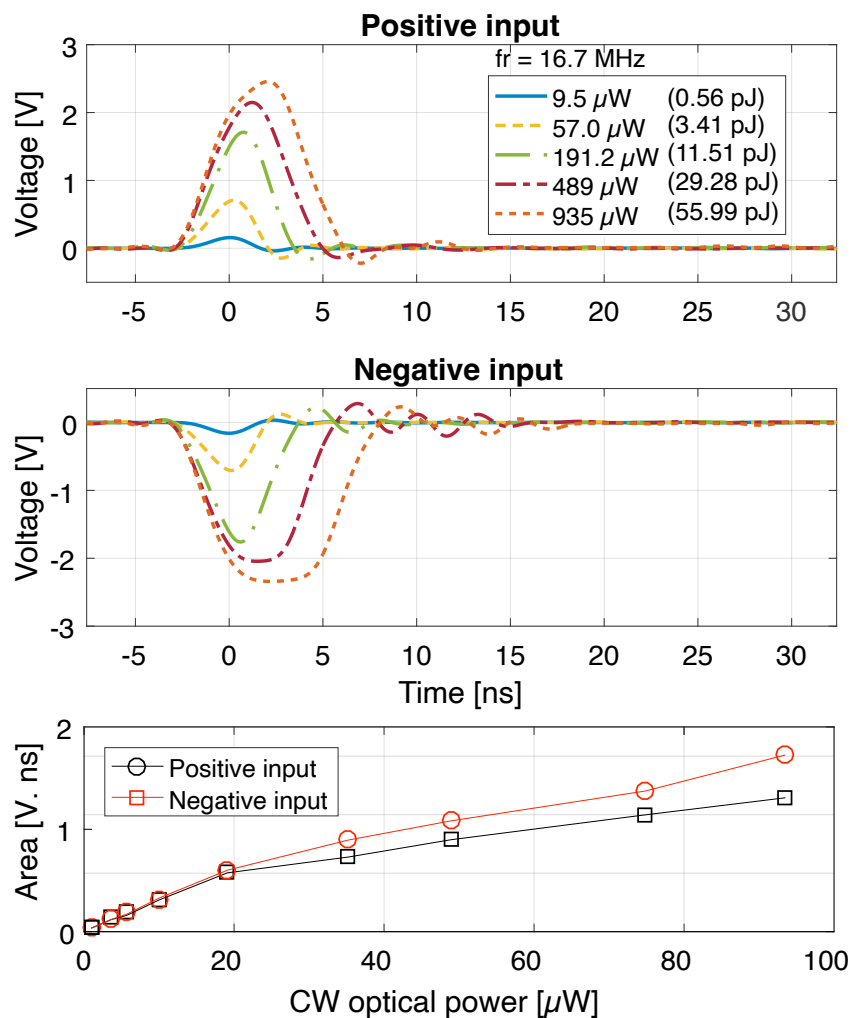 Positive input
fr = 16.7 MHz
9.5 µW (0.56 pJ)
57.0 µW (3.41 pJ)
191.2 µW (11.51 pJ)
489 µW (29.28 pJ)
935 µW (55.99 pJ)
Voltage [V]
3
2
1
0
-5 0 5 10 15 20 25 30
Negative input
Voltage [V]
0
-1
-2
-3
-5 0 5 10 15 20 25 30
Time [ns]
Area [V. ns]
2
1
0
Positive input
Negative input
0 20 40 60 80 100
CW optical power [µW]